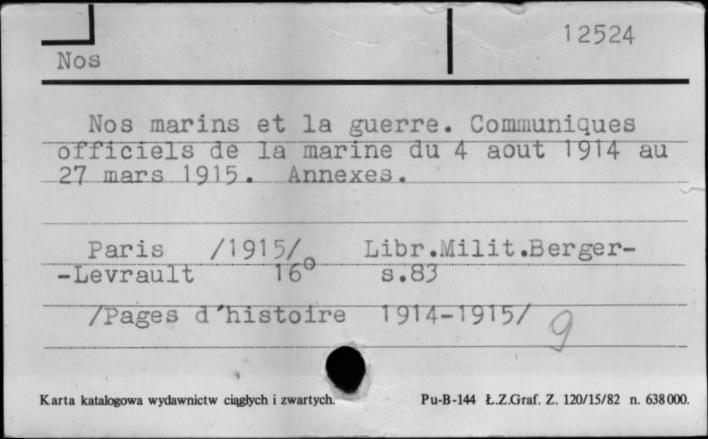 12524
Nos
Nos marins et la guerre. Communiques
officiels de la marine du 4 aout 1914 au
27 mars 1915. Annexes.
Paris /1915/ Libr.Milit.Berger-
-Levrault 16° s.83
/Pages d'histoire 1914-1915/ 9
Karta katalogowa wydawnictw ciągłych i zwartych. Pu-B-144 Ł.Z.Graf. Z. 120/15/82 n. 638000.